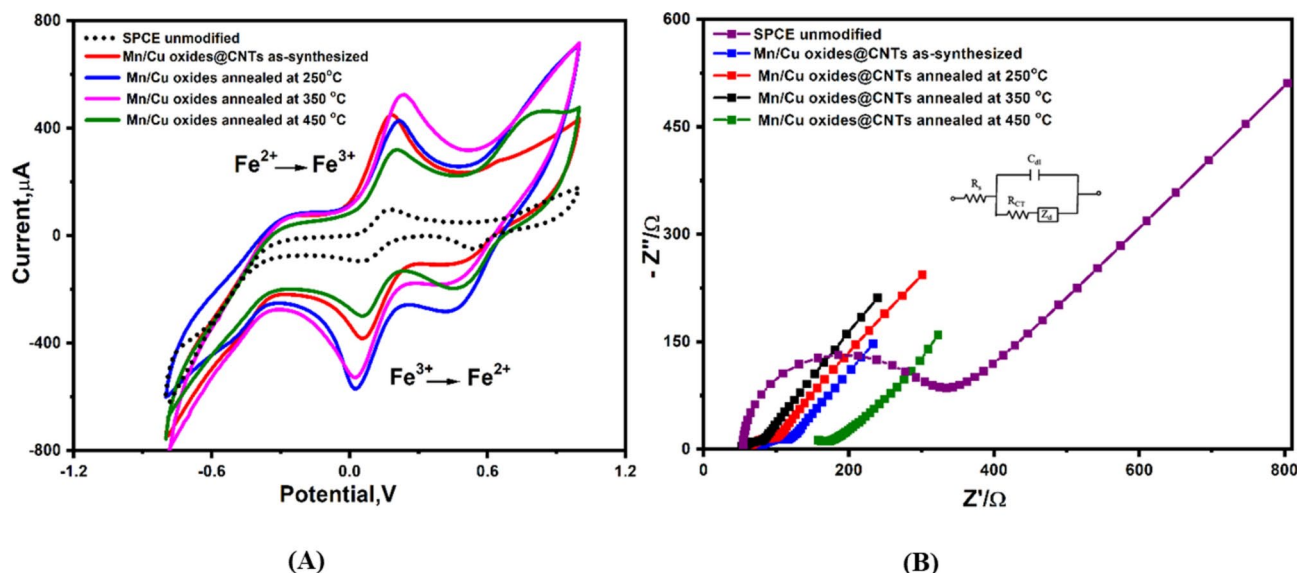 800
400
0
-400
-800
-1.2
-0.6
0.0
0.6
1.2
Current,μA
Potential,V
SPCE unmodified
Mn/Cu oxides@CNTs as-synthesized
Mn/Cu oxides annealed at 250°C
Mn/Cu oxides annealed at 350 °C
Mn/Cu oxides annealed at 450 °C
Fe²⁺ → Fe³⁺
Fe³⁺ → Fe²⁺
(A)
600
450
300
150
0
0
200
400
600
800
- Z''/Ω
Z'/Ω
SPCE unmodified
Mn/Cu oxides@CNTs as-synthesized
Mn/Cu oxides@CNTs annealed at 250°C
Mn/Cu oxides@CNTs annealed at 350 °C
Mn/Cu oxides@CNTs annealed at 450 °C
C_dl
R_s
R_CT
Z_d
(B)